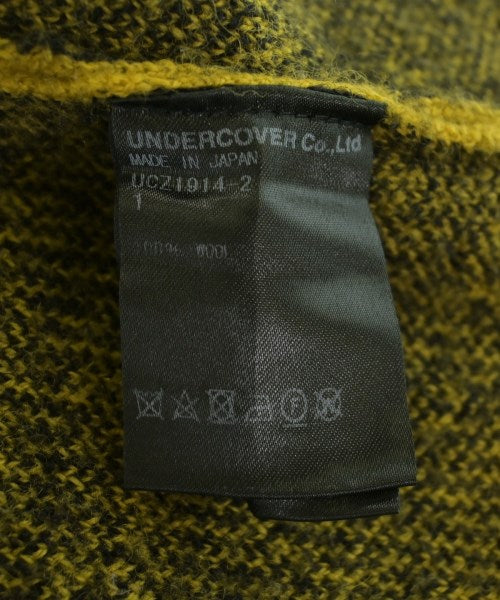 UNDERCOVER Co.,Ltd
MADE IN JAPAN
UCZ1914-2
1
100% WOOL